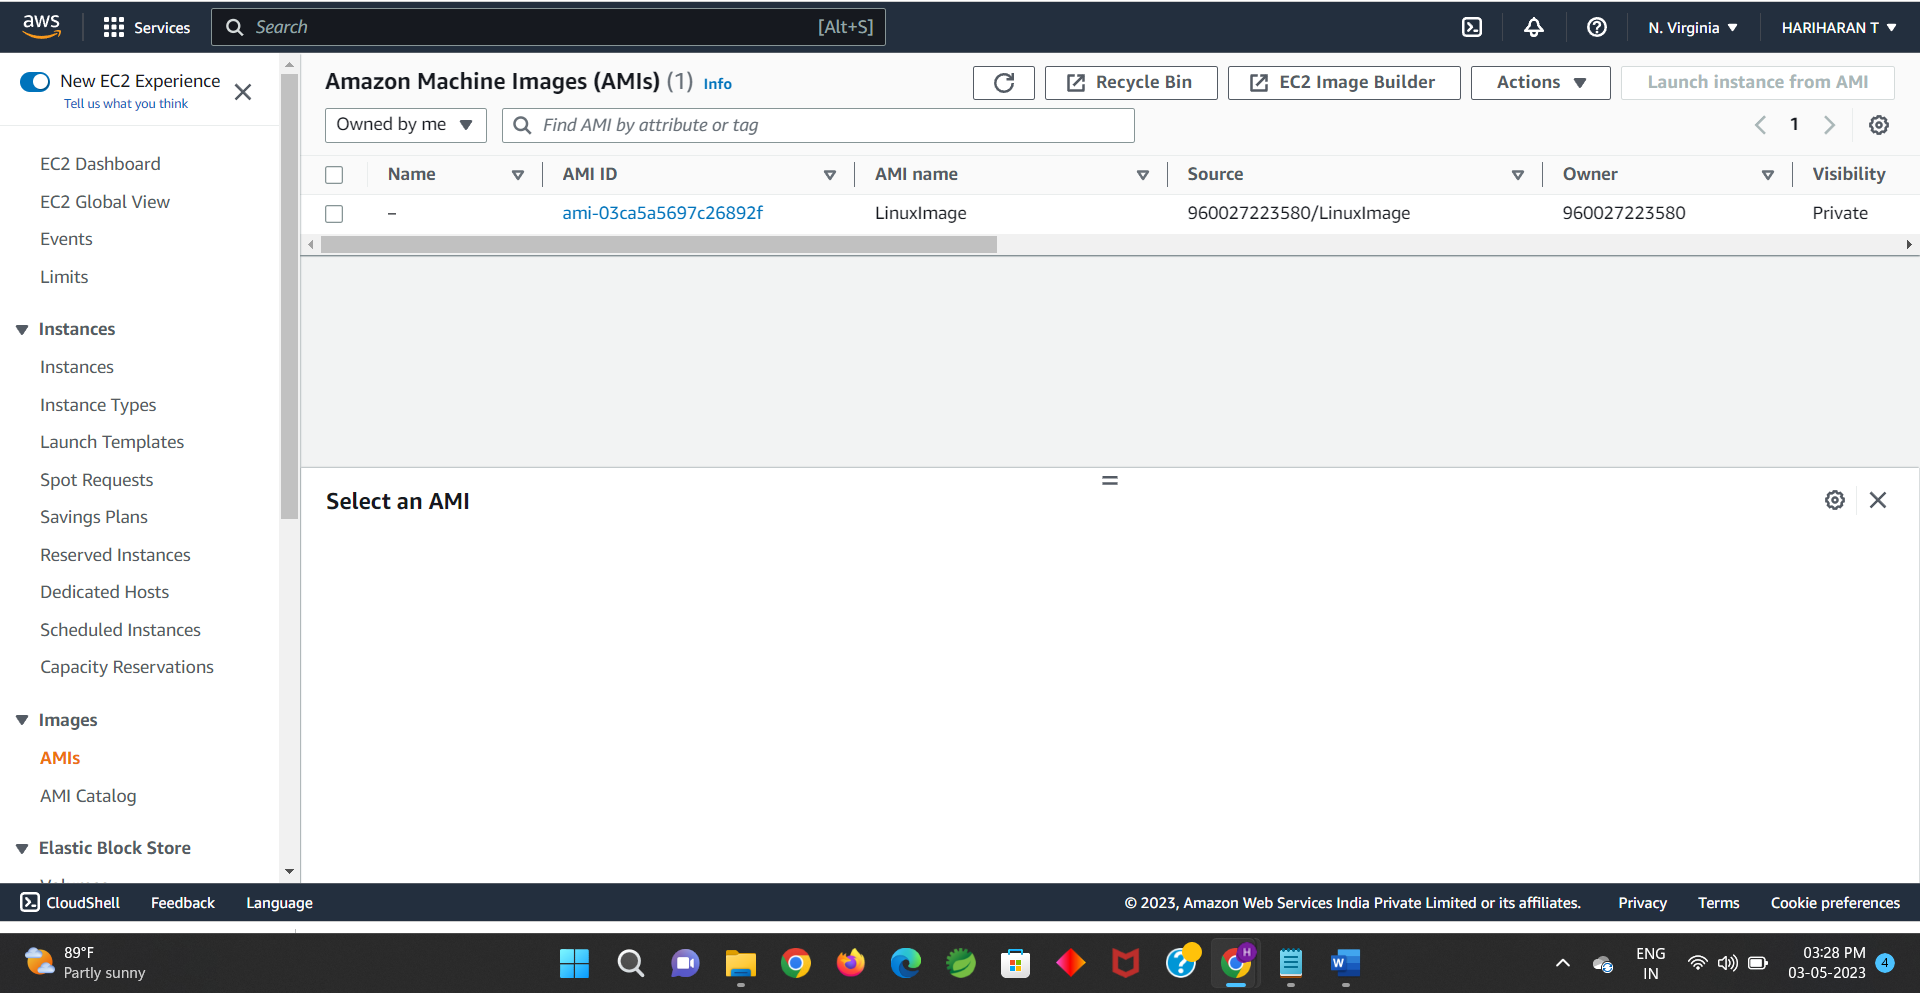 aws
Services
Search
[Alt+S]
N. Virginia
HARIHARAN T
New EC2 Experience
Tell us what you think
EC2 Dashboard
EC2 Global View
Events
Limits
Instances
Instances
Instance Types
Launch Templates
Spot Requests
Savings Plans
Reserved Instances
Dedicated Hosts
Scheduled Instances
Capacity Reservations
Images
AMIs
AMI Catalog
Elastic Block Store
Amazon Machine Images (AMIs) (1) Info
Recycle Bin
EC2 Image Builder
Actions
Launch instance from AMI
Owned by me
Find AMI by attribute or tag
1
Name AMI ID AMI name Source Owner Visibility
– ami-03ca5a5697c26892f LinuxImage 960027223580/LinuxImage 960027223580 Private
Select an AMI
CloudShell
Feedback
Language
© 2023, Amazon Web Services India Private Limited or its affiliates.
Privacy
Terms
Cookie preferences
89°F
Partly sunny
H
W
ENG
IN
03:28 PM
03-05-2023
4